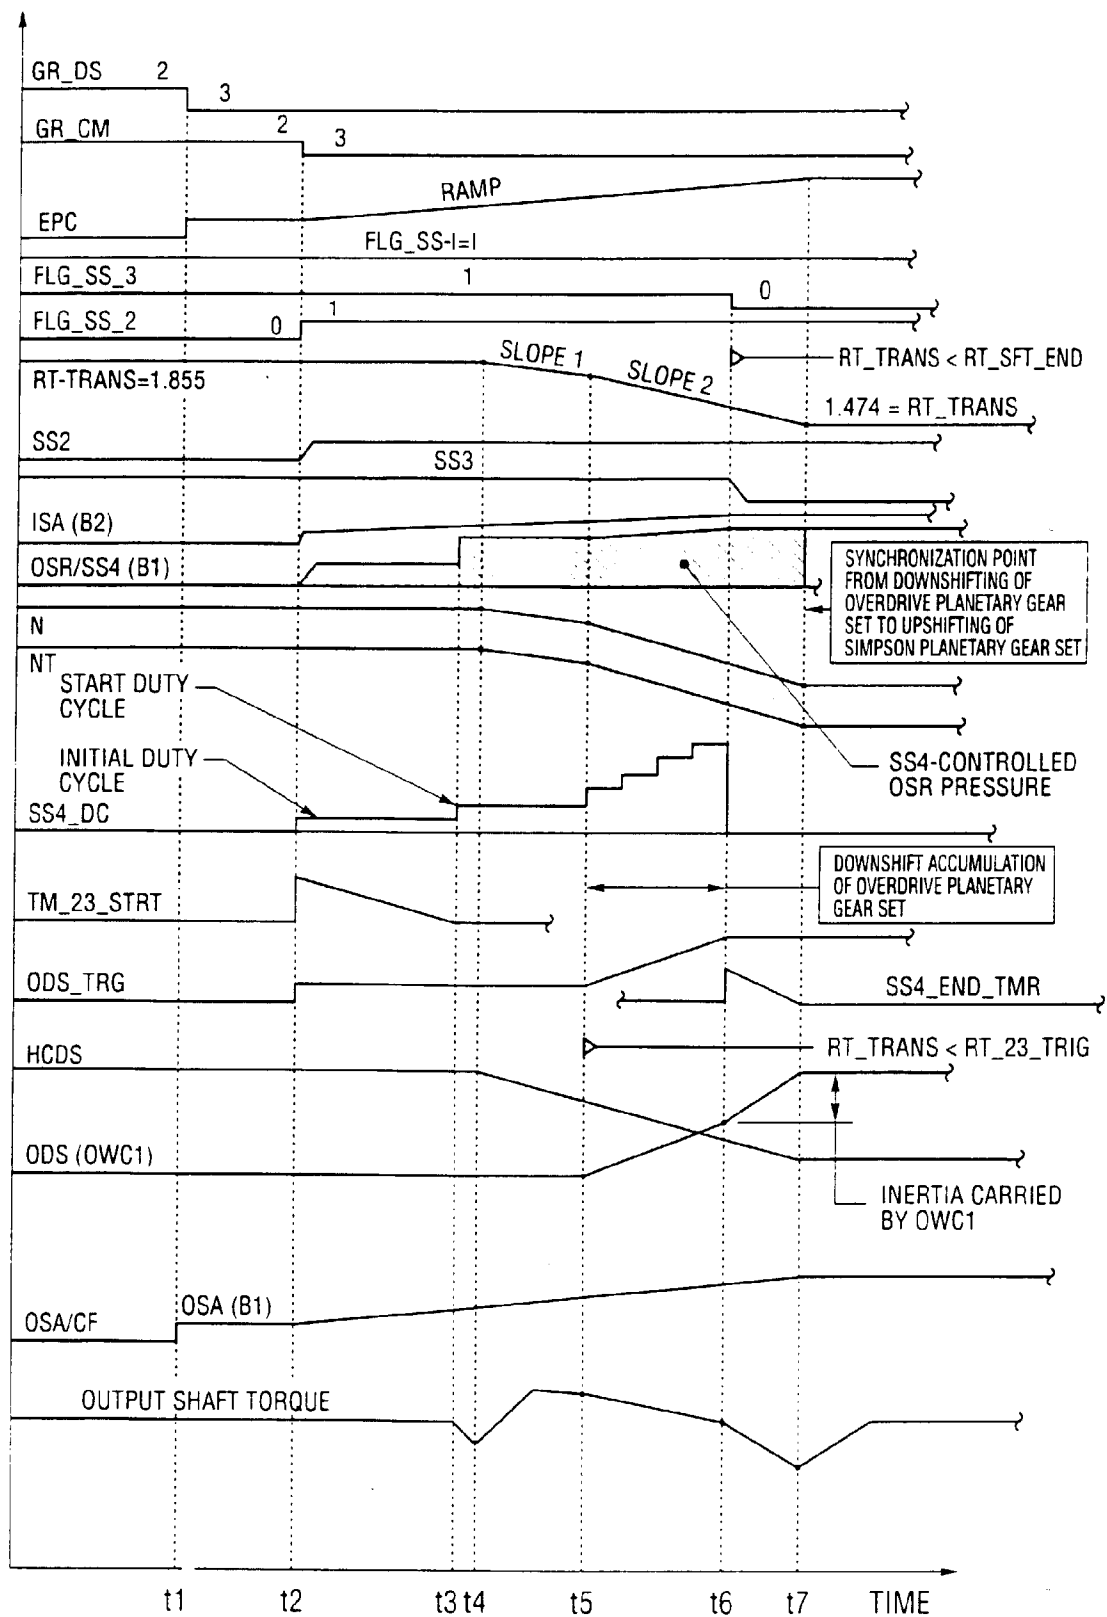 GR_DS
2
3
GR_CM
2
3
RAMP
EPC
FLG_SS-I=I
FLG_SS_3
1
0
FLG_SS_2
0
1
SLOPE 1
RT_TRANS < RT_SFT_END
RT-TRANS=1.855
SLOPE 2
1.474 = RT_TRANS
SS2
SS3
ISA (B2)
OSR/SS4 (B1)
SYNCHRONIZATION POINT
FROM DOWNSHIFTING OF
OVERDRIVE PLANETARY GEAR
SET TO UPSHIFTING OF
SIMPSON PLANETARY GEAR SET
N
NT
START DUTY
CYCLE
INITIAL DUTY
CYCLE
SS4-CONTROLLED
OSR PRESSURE
SS4_DC
DOWNSHIFT ACCUMULATION
OF OVERDRIVE PLANETARY
GEAR SET
TM_23_STRT
ODS_TRG
SS4_END_TMR
HCDS
RT_TRANS < RT_23_TRIG
ODS (OWC1)
INERTIA CARRIED
BY OWC1
OSA (B1)
OSA/CF
OUTPUT SHAFT TORQUE
t1 t2 t3 t4 t5 t6 t7 TIME